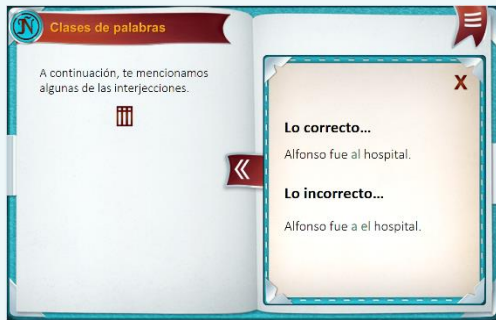 N
Clases de palabras
A continuación, te mencionamos
algunas de las interjecciones.
X
Lo correcto...
Alfonso fue al hospital.
Lo incorrecto...
Alfonso fue a el hospital.